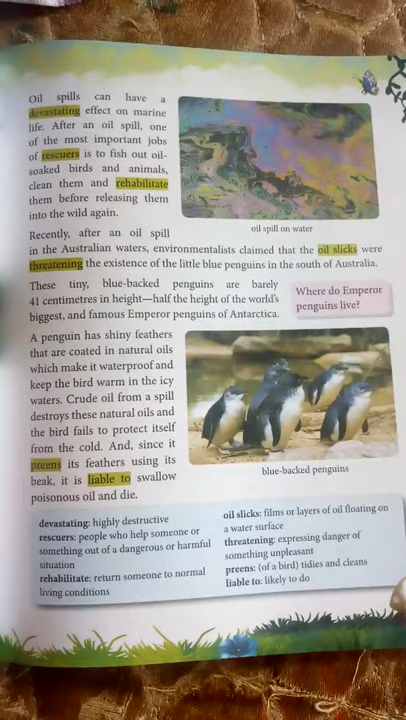 Oil spills can have a
devastating effect on marine
life. After an oil spill, one
of the most important jobs
of rescuers is to fish out oil-
soaked birds and animals,
clean them and rehabilitate
them before releasing them
into the wild again.
oil spill on water
Recently, after an oil spill
in the Australian waters, environmentalists claimed that the oil slicks were
threatening the existence of the little blue penguins in the south of Australia.
These tiny, blue-backed penguins are barely
41 centimetres in height—half the height of the world's
biggest, and famous Emperor penguins of Antarctica.
Where do Emperor
penguins live?
A penguin has shiny feathers
that are coated in natural oils
which make it waterproof and
keep the bird warm in the icy
waters. Crude oil from a spill
destroys these natural oils and
the bird fails to protect itself
from the cold. And, since it
preens its feathers using its
beak, it is liable to swallow
poisonous oil and die.
blue-backed penguins
devastating: highly destructive
rescuers: people who help someone or
something out of a dangerous or harmful
situation
rehabilitate: return someone to normal
living conditions
oil slicks: films or layers of oil floating on
a water surface
threatening: expressing danger of
something unpleasant
preens: (of a bird) tidies and cleans
liable to: likely to do